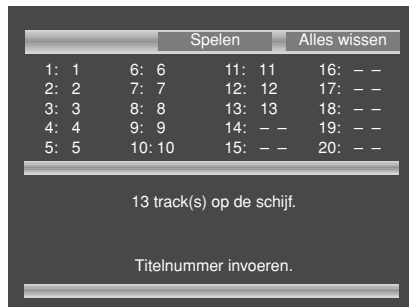 Spelen Alles wissen
1: 1 6: 6 11: 11 16: – –
2: 2 7: 7 12: 12 17: – –
3: 3 8: 8 13: 13 18: – –
4: 4 9: 9 14: – – 19: – –
5: 5 10: 10 15: – – 20: – –
13 track(s) op de schijf.
Titelnummer invoeren.